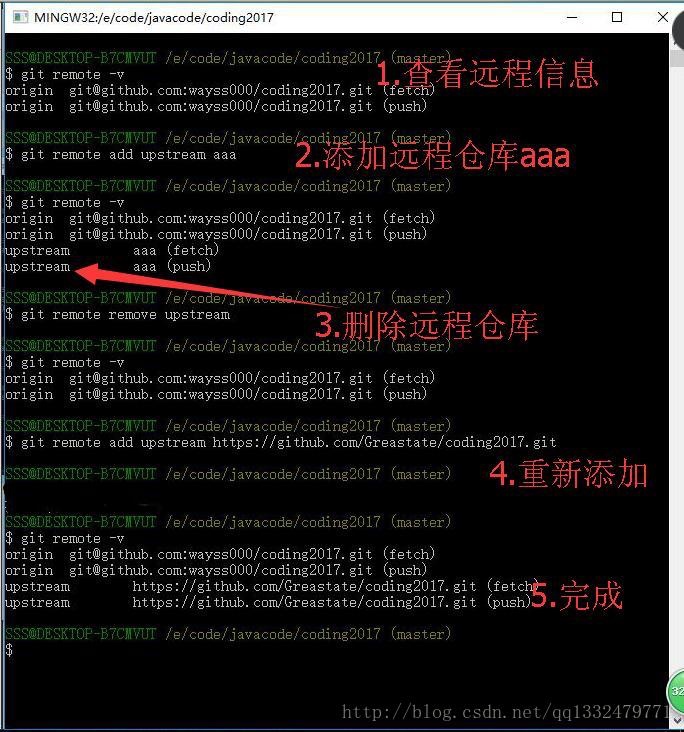 MINGW32:/e/code/javacode/coding2017
SSS@DESKTOP-B7CMVUT /e/code/javacode/coding2017 (master)
$ git remote -v
1.查看远程信息
origin  git@github.com:wayss000/coding2017.git (fetch)
origin  git@github.com:wayss000/coding2017.git (push)
SSS@DESKTOP-B7CMVUT /e/code/javacode/coding2017 (master)
$ git remote add upstream aaa
2.添加远程仓库aaa
SSS@DESKTOP-B7CMVUT /e/code/javacode/coding2017 (master)
$ git remote -v
origin  git@github.com:wayss000/coding2017.git (fetch)
origin  git@github.com:wayss000/coding2017.git (push)
upstream        aaa (fetch)
upstream        aaa (push)
SSS@DESKTOP-B7CMVUT /e/code/javacode/coding2017 (master)
$ git remote remove upstream
3.删除远程仓库
SSS@DESKTOP-B7CMVUT /e/code/javacode/coding2017 (master)
$ git remote -v
origin  git@github.com:wayss000/coding2017.git (fetch)
origin  git@github.com:wayss000/coding2017.git (push)
SSS@DESKTOP-B7CMVUT /e/code/javacode/coding2017 (master)
$ git remote add upstream https://github.com/Greastate/coding2017.git
SSS@DESKTOP-B7CMVUT /e/code/javacode/coding2017 (master)
4.重新添加
SSS@DESKTOP-B7CMVUT /e/code/javacode/coding2017 (master)
$ git remote -v
origin  git@github.com:wayss000/coding2017.git (fetch)
origin  git@github.com:wayss000/coding2017.git (push)
upstream        https://github.com/Greastate/coding2017.git (fetch)
upstream        https://github.com/Greastate/coding2017.git (push)
5.完成
SSS@DESKTOP-B7CMVUT /e/code/javacode/coding2017 (master)
$
32
http://blog.csdn.net/qq1332479771